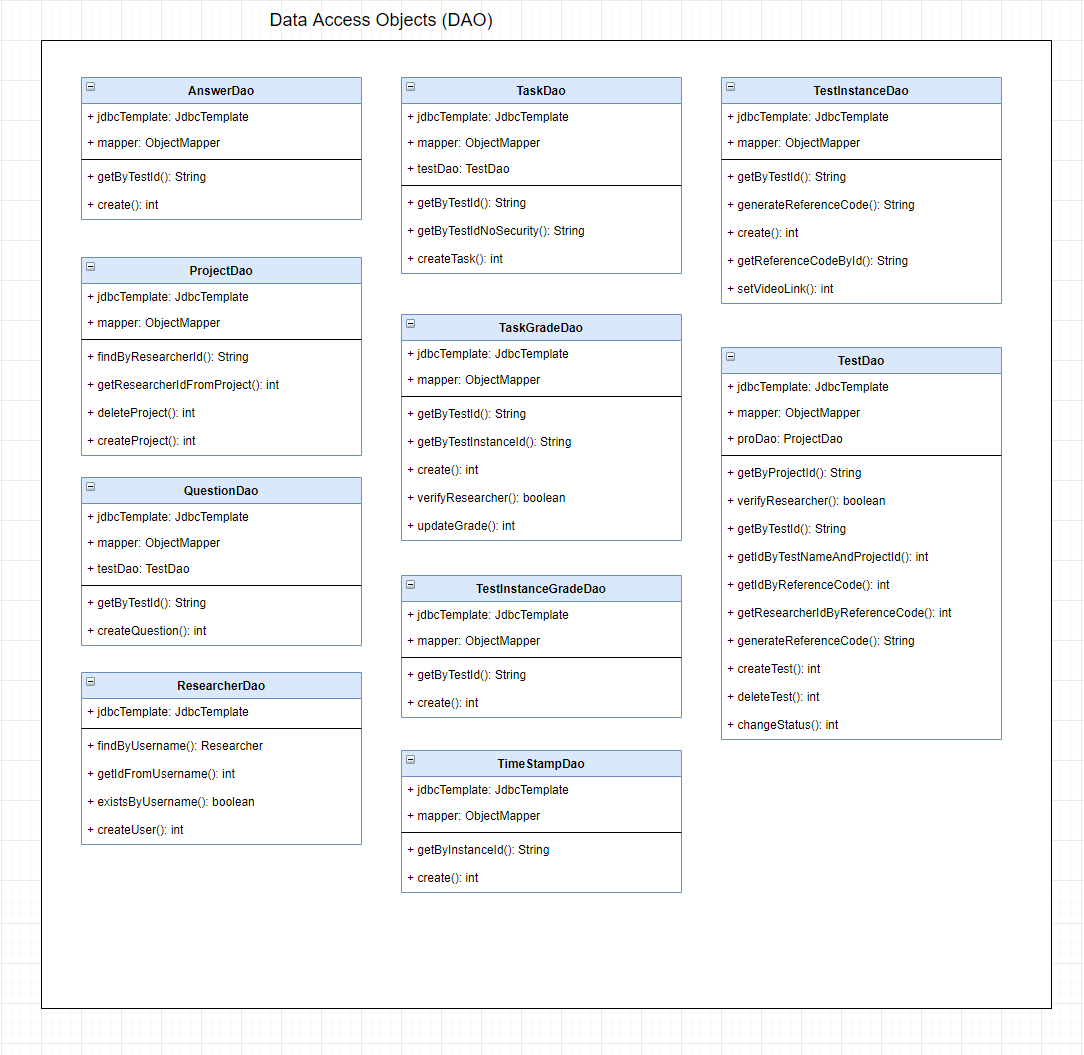 Data Access Objects (DAO)
AnswerDao
+ jdbcTemplate: JdbcTemplate
+ mapper: ObjectMapper
+ getByTestId(): String
+ create(): int
ProjectDao
+ jdbcTemplate: JdbcTemplate
+ mapper: ObjectMapper
+ findByResearcherId(): String
+ getResearcherIdFromProject(): int
+ deleteProject(): int
+ createProject(): int
QuestionDao
+ jdbcTemplate: JdbcTemplate
+ mapper: ObjectMapper
+ testDao: TestDao
+ getByTestId(): String
+ createQuestion(): int
ResearcherDao
+ jdbcTemplate: JdbcTemplate
+ findByUsername(): Researcher
+ getIdFromUsername(): int
+ existsByUsername(): boolean
+ createUser(): int
TaskDao
+ jdbcTemplate: JdbcTemplate
+ mapper: ObjectMapper
+ testDao: TestDao
+ getByTestId(): String
+ getByTestIdNoSecurity(): String
+ createTask(): int
TaskGradeDao
+ jdbcTemplate: JdbcTemplate
+ mapper: ObjectMapper
+ getByTestId(): String
+ getByTestInstanceId(): String
+ create(): int
+ verifyResearcher(): boolean
+ updateGrade(): int
TestInstanceGradeDao
+ jdbcTemplate: JdbcTemplate
+ mapper: ObjectMapper
+ getByTestId(): String
+ create(): int
TimeStampDao
+ jdbcTemplate: JdbcTemplate
+ mapper: ObjectMapper
+ getByInstanceId(): String
+ create(): int
TestInstanceDao
+ jdbcTemplate: JdbcTemplate
+ mapper: ObjectMapper
+ getByTestId(): String
+ generateReferenceCode(): String
+ create(): int
+ getReferenceCodeById(): String
+ setVideoLink(): int
TestDao
+ jdbcTemplate: JdbcTemplate
+ mapper: ObjectMapper
+ proDao: ProjectDao
+ getByProjectId(): String
+ verifyResearcher(): boolean
+ getByTestId(): String
+ getIdByTestNameAndProjectId(): int
+ getIdByReferenceCode(): int
+ getResearcherIdByReferenceCode(): int
+ generateReferenceCode(): String
+ createTest(): int
+ deleteTest(): int
+ changeStatus(): int